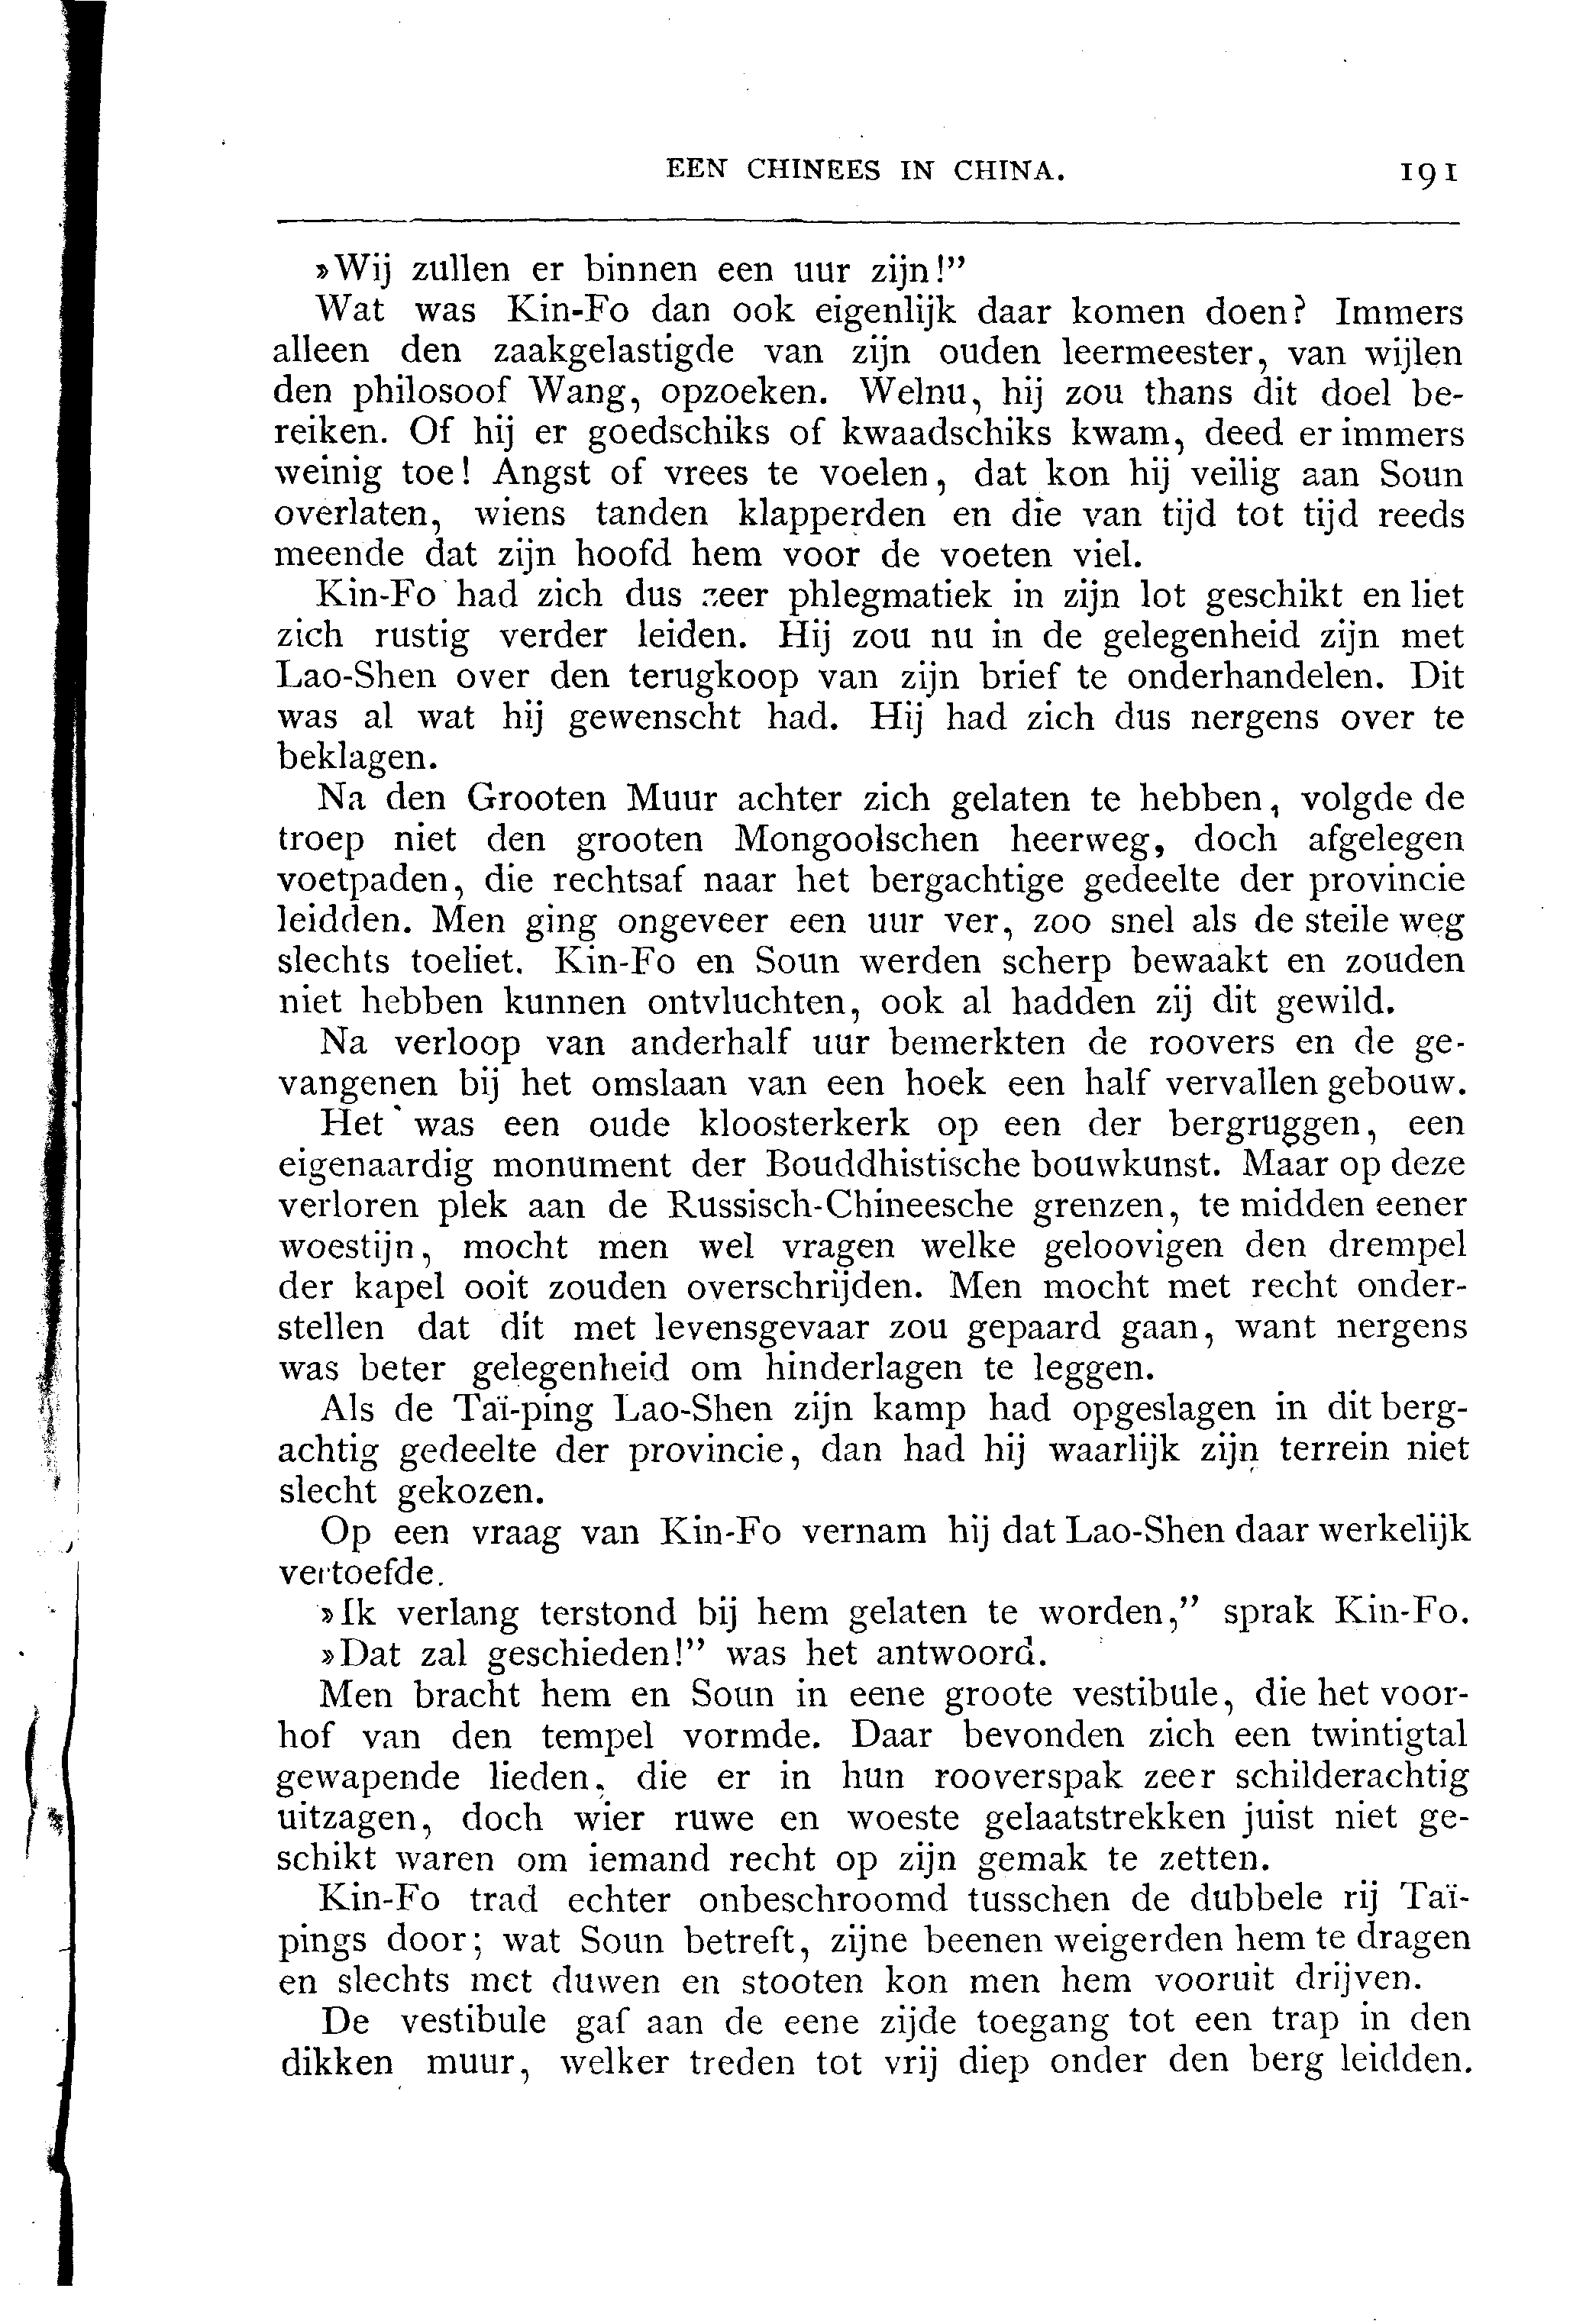 EEN CHINEES IN CHINA. 191
»Wij zullen er binnen een uur zijn!”
Wat was Kin-Fo dan ook eigenlijk daar komen doen? Immers
alleen den zaakgelastigde van zijn ouden leermeester, van wijlen
den philosoof Wang, opzoeken. Welnu, hij zou thans dit doel be-
reiken. Of hij er goedschiks of kwaadschiks kwam, deed er immers
weinig toe! Angst of vrees te voelen, dat kon hij veilig aan Soun
overlaten, wiens tanden klapperden en die van tijd tot tijd reeds
meende dat zijn hoofd hem voor de voeten viel.
Kin-Fo had zich dus zeer phlegmatiek in zijn lot geschikt en liet
zich rustig verder leiden. Hij zou nu in de gelegenheid zijn met
Lao-Shen over den terugkoop van zijn brief te onderhandelen. Dit
was al wat hij gewenscht had. Hij had zich dus nergens over te
beklagen.
Na den Grooten Muur achter zich gelaten te hebben, volgde de
troep niet den grooten Mongoolschen heerweg, doch afgelegen
voetpaden, die rechtsaf naar het bergachtige gedeelte der provincie
leidden. Men ging ongeveer een uur ver, zoo snel als de steile weg
slechts toeliet. Kin-Fo en Soun werden scherp bewaakt en zouden
niet hebben kunnen ontvluchten, ook al hadden zij dit gewild.
Na verloop van anderhalf uur bemerkten de roovers en de ge-
vangenen bij het omslaan van een hoek een half vervallen gebouw.
Het was een oude kloosterkerk op een der bergruggen, een
eigenaardig monument der Bouddhistische bouwkunst. Maar op deze
verloren plek aan de Russisch-Chineesche grenzen, te midden eener
woestijn, mocht men wel vragen welke geloovigen den drempel
der kapel ooit zouden overschrijden. Men mocht met recht onder-
stellen dat dit met levensgevaar zou gepaard gaan, want nergens
was beter gelegenheid om hinderlagen te leggen.
Als de Taï-ping Lao-Shen zijn kamp had opgeslagen in dit berg-
achtig gedeelte der provincie, dan had hij waarlijk zijn terrein niet
slecht gekozen.
Op een vraag van Kin-Fo vernam hij dat Lao-Shen daar werkelijk
vertoefde.
»Ik verlang terstond bij hem gelaten te worden,” sprak Kin-Fo.
»Dat zal geschieden!” was het antwoord.
Men bracht hem en Soun in eene groote vestibule, die het voor-
hof van den tempel vormde. Daar bevonden zich een twintigtal
gewapende lieden, die er in hun rooverspak zeer schilderachtig
uitzagen, doch wier ruwe en woeste gelaatstrekken juist niet ge-
schikt waren om iemand recht op zijn gemak te zetten.
Kin-Fo trad echter onbeschroomd tusschen de dubbele rij Taï-
pings door; wat Soun betreft, zijne beenen weigerden hem te dragen
en slechts met duwen en stooten kon men hem vooruit drijven.
De vestibule gaf aan de eene zijde toegang tot een trap in den
dikken muur, welker treden tot vrij diep onder den berg leidden.